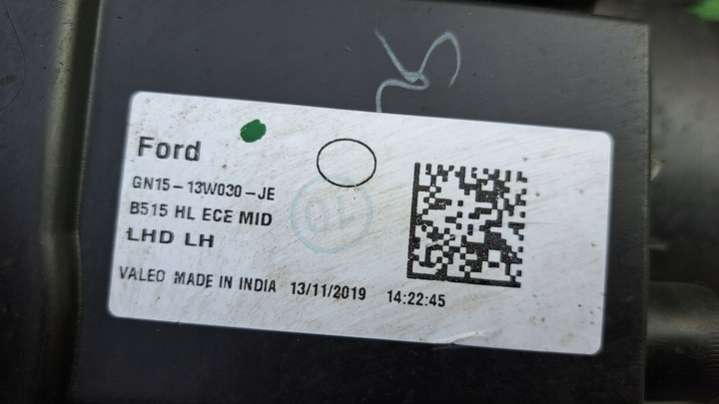 Ford
GN15-13W030-JE
B515 HL ECE MID
LHD LH
VALEO MADE IN INDIA 13/11/2019 14:22:45